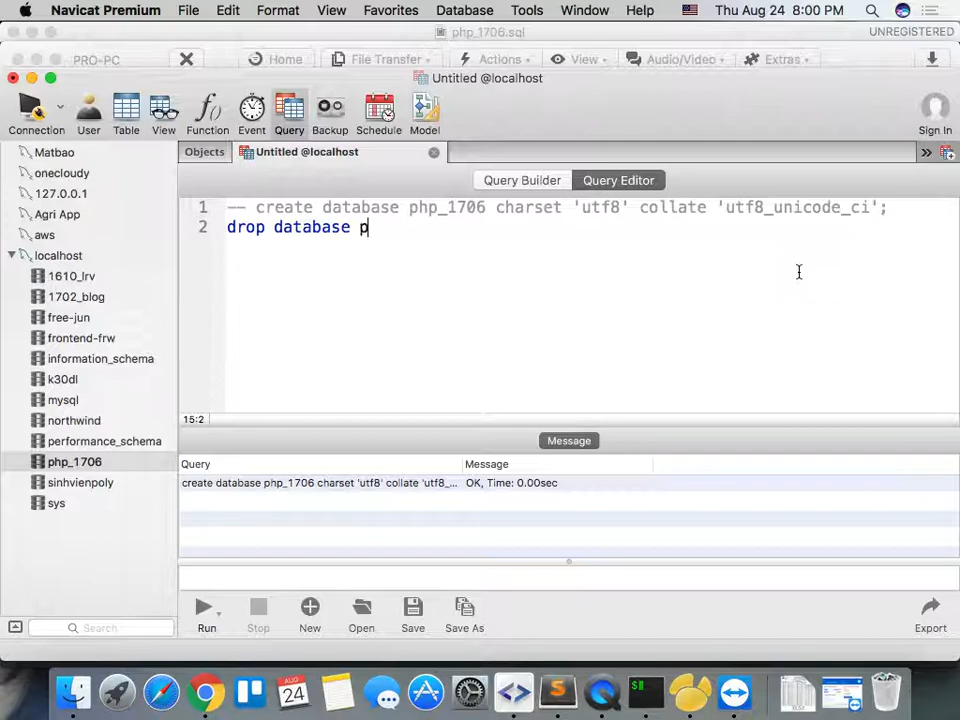 Navicat Premium File Edit Format View Favorites Database Tools Window Help Thu Aug 24 8:00 PM
php_1706.sql UNREGISTERED
PRO-PC Home File Transfer Actions View Audio/Video Extras
Untitled @localhost
Connection User Table View Function Event Query Backup Schedule Model Sign In
Objects Untitled @localhost
Query Builder Query Editor
1 -- create database php_1706 charset 'utf8' collate 'utf8_unicode_ci';
2 drop database p
Matbao
onecloudy
127.0.0.1
Agri App
aws
localhost
1610_lrv
1702_blog
free-jun
frontend-frw
information_schema
k30dl
mysql
northwind
performance_schema
php_1706
sinhvienpoly
sys
15:2
Message
Query Message
create database php_1706 charset 'utf8' collate 'utf8_... OK, Time: 0.00sec
Search
Run Stop New Open Save Save As Export
AUG
24